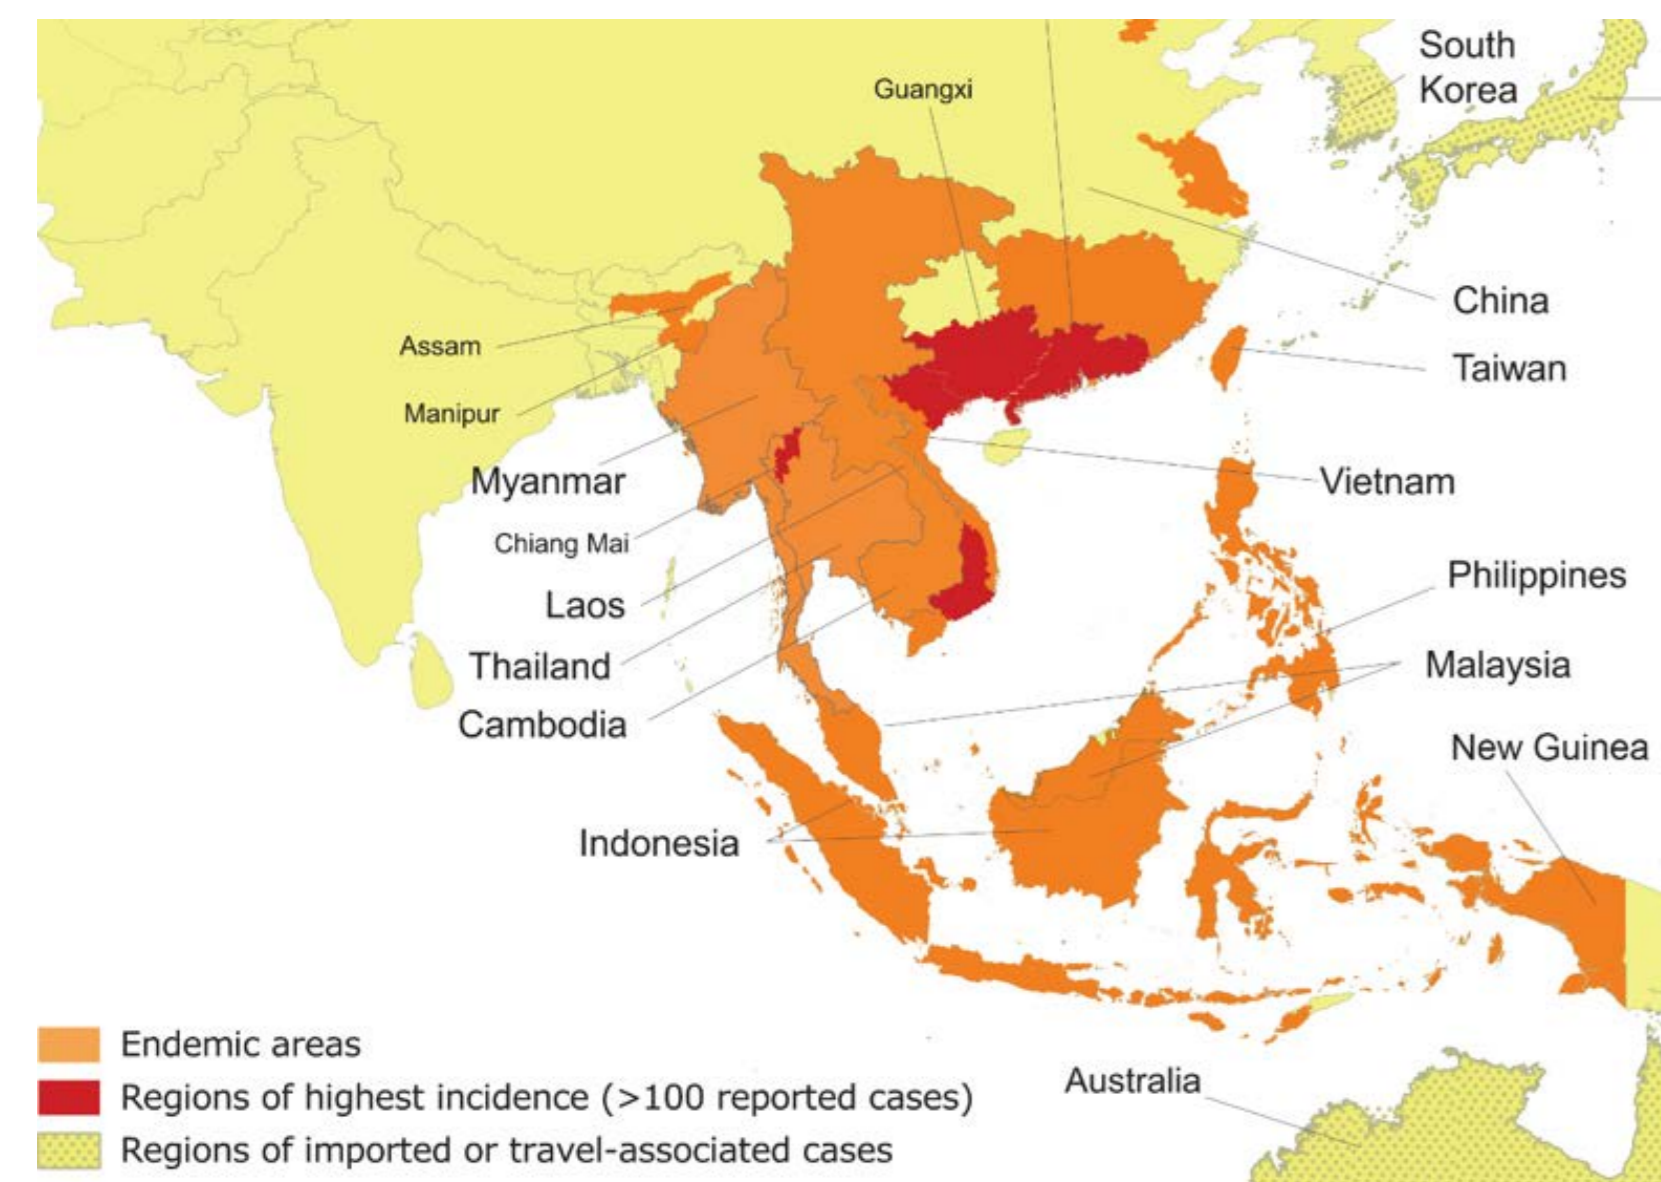 South
Korea
Guangxi
China
Assam
Taiwan
Manipur
Myanmar
Vietnam
Chiang Mai
Philippines
Laos
Thailand
Malaysia
Cambodia
New Guinea
Indonesia
Endemic areas
Australia
Regions of highest incidence (>100 reported cases)
Regions of imported or travel-associated cases